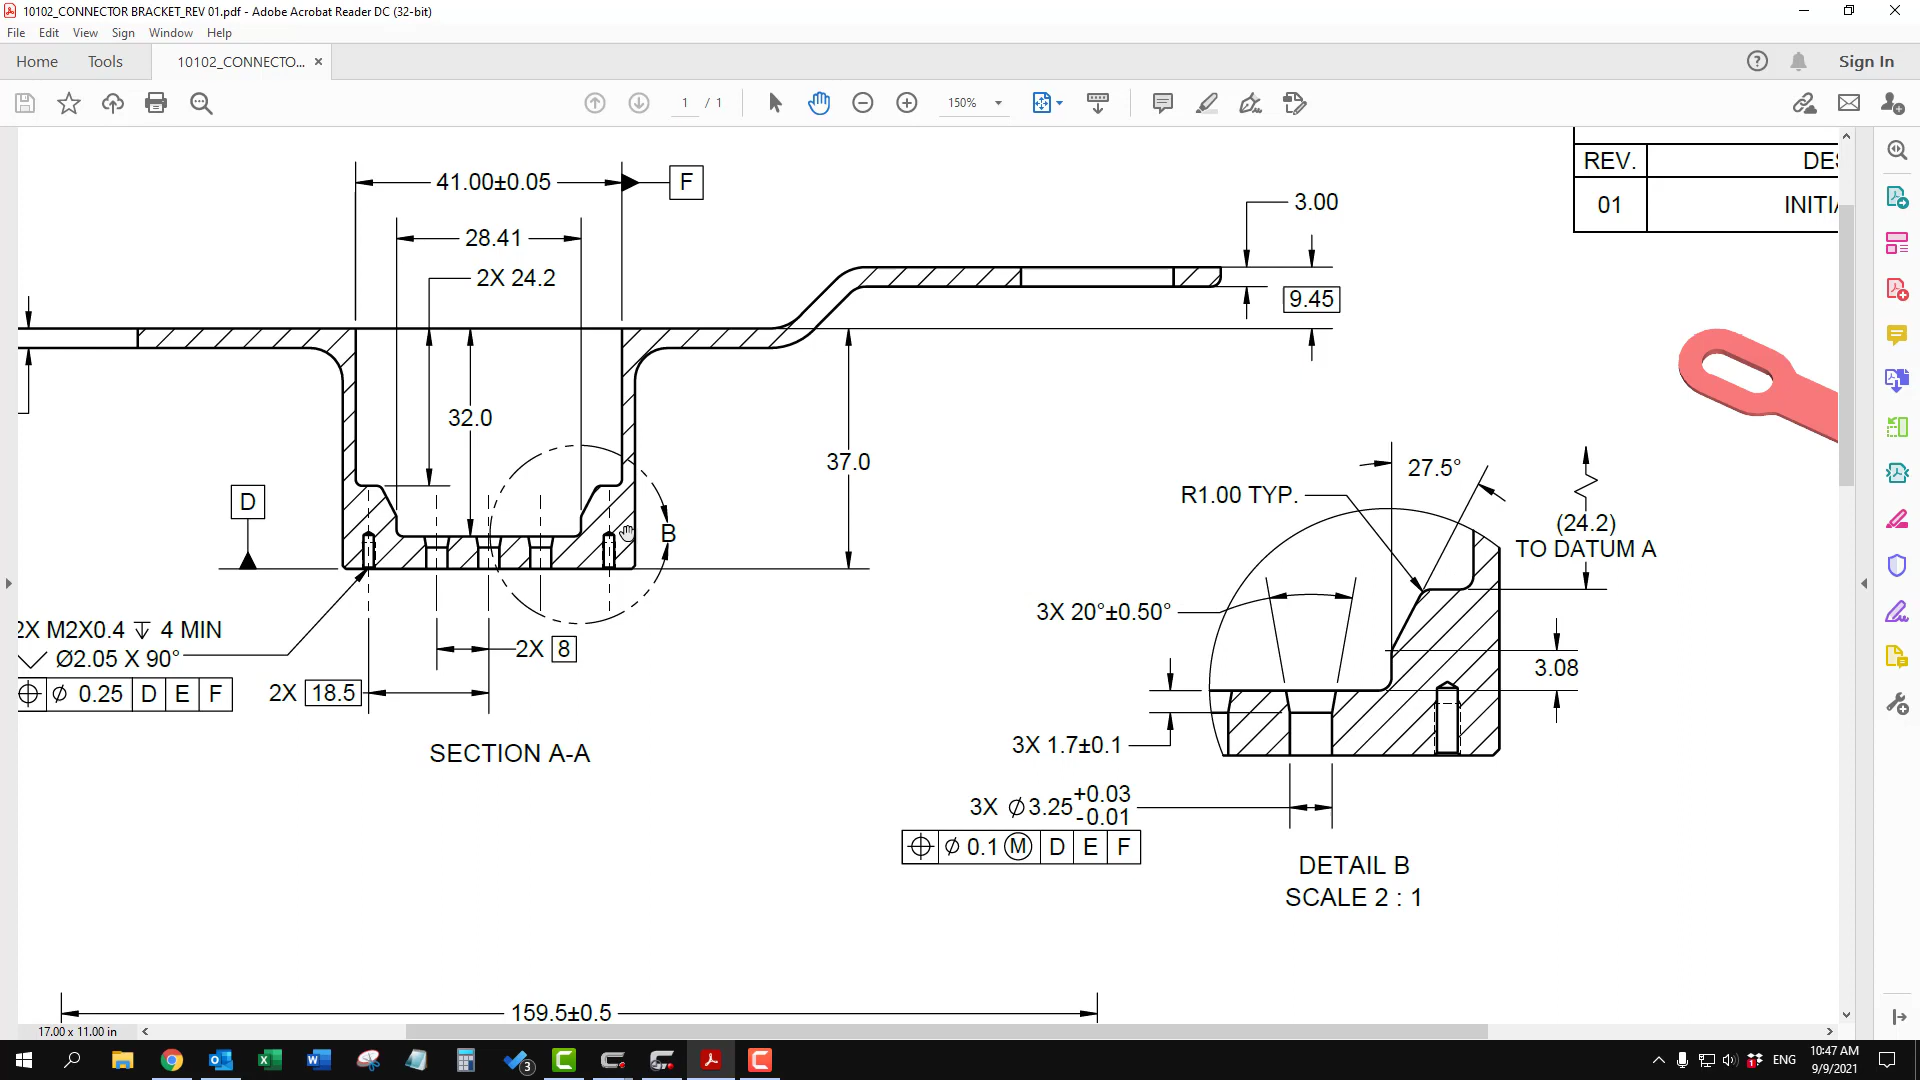 10102_CONNECTOR BRACKET_REV 01.pdf - Adobe Acrobat Reader DC (32-bit)
File Edit View Sign Window Help
Home Tools 10102_CONNECTO... × Sign In
1 / 1 150%
REV. DES
01 INITIA
41.00±0.05 F
28.41
2X 24.2
3.00
9.45
32.0
37.0
D
B
2X M2X0.4 ↧ 4 MIN
⌵ Ø2.05 X 90°
⌖ ⌀ 0.25 D E F
2X 8
2X 18.5
SECTION A-A
27.5°
R1.00 TYP.
(24.2)
TO DATUM A
3X 20°±0.50°
3.08
3X 1.7±0.1
3X ⌀3.25 +0.03
-0.01
⌖ ⌀ 0.1 Ⓜ D E F
DETAIL B
SCALE 2 : 1
159.5±0.5
17.00 x 11.00 in
3
1
ENG
10:47 AM
9/9/2021